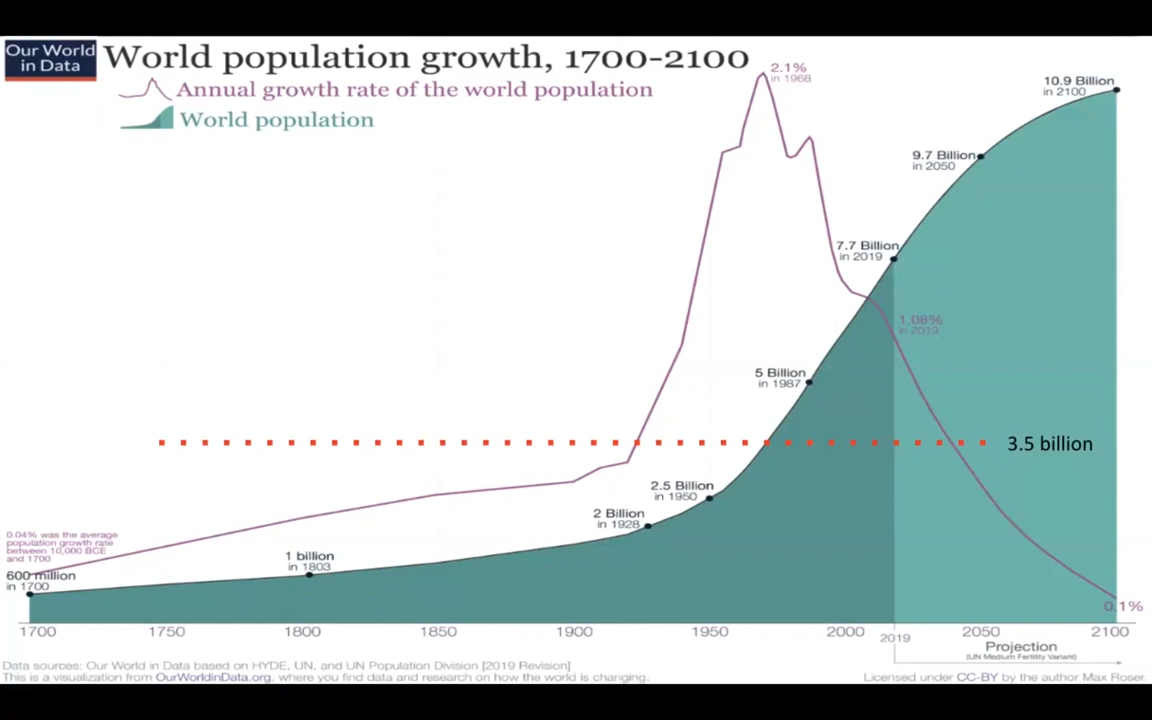 Our World
in Data
World population growth, 1700-2100
Annual growth rate of the world population
World population
2.1%
in 1968
10.9 Billion
in 2100
9.7 Billion
in 2050
7.7 Billion
in 2019
1.08%
in 2019
5 Billion
in 1987
3.5 billion
2.5 Billion
in 1950
2 Billion
in 1928
1 billion
in 1803
0.04% was the average
population growth rate
between 10,000 BCE
and 1700
600 million
in 1700
0.1%
1700 1750 1800 1850 1900 1950 2000 2019 2050 2100
Projection
(UN Medium Fertility Variant)
Data sources: Our World in Data based on HYDE, UN, and UN Population Division [2019 Revision]
This is a visualization from OurWorldinData.org, where you find data and research on how the world is changing.
Licensed under CC-BY by the author Max Roser.